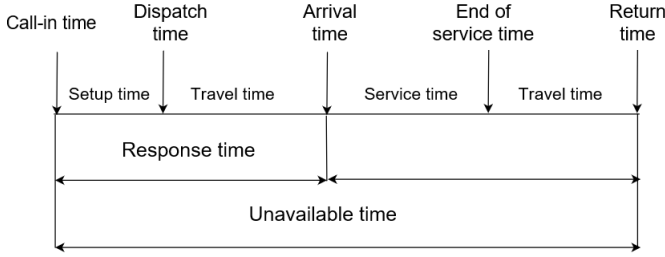 Call-in time
Dispatch
time
Arrival
time
End of
service time
Return
time
Setup time
Travel time
Service time
Travel time
Response time
Unavailable time